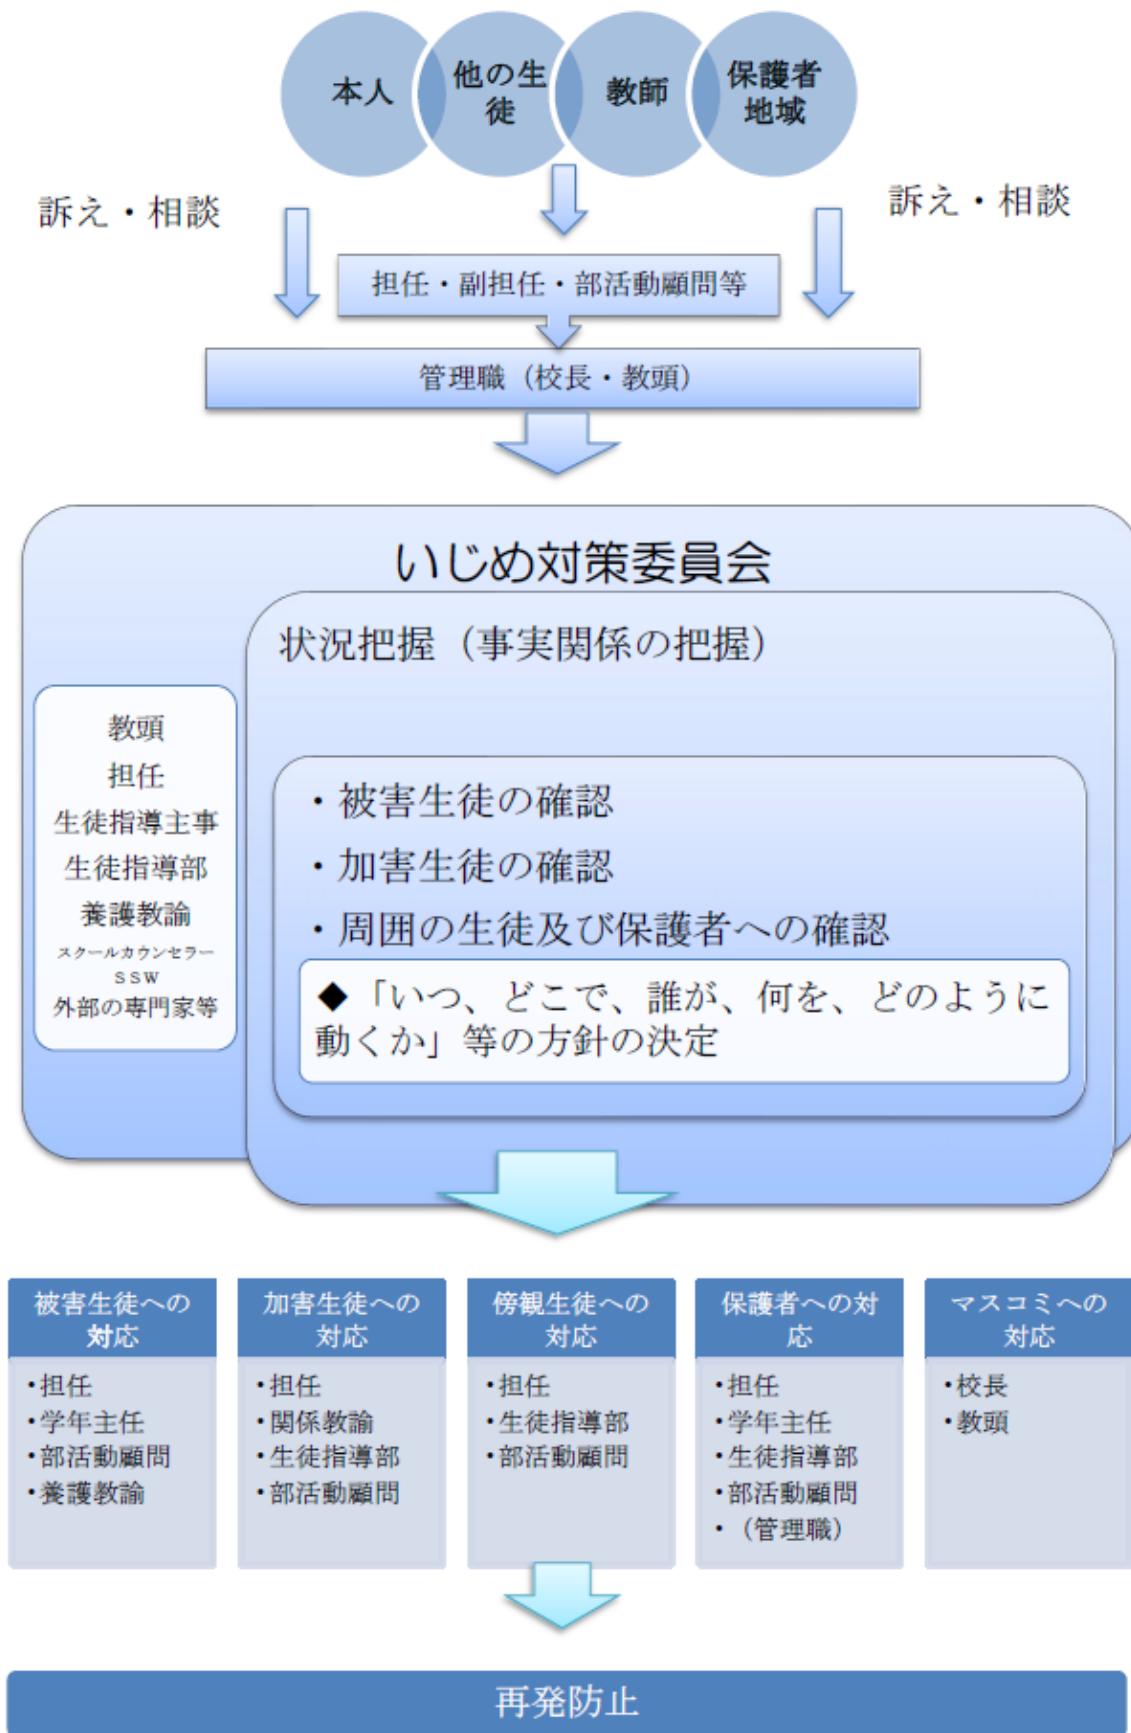 本人
他の生
徒
教師
保護者
地域
訴え・相談
訴え・相談
担任・副担任・部活動顧問等
管理職（校長・教頭）
いじめ対策委員会
状況把握（事実関係の把握）
教頭
担任
生徒指導主事
生徒指導部
養護教諭
スクールカウンセラー
SSW
外部の専門家等
・被害生徒の確認
・加害生徒の確認
・周囲の生徒及び保護者への確認
◆「いつ、どこで、誰が、何を、どのように
動くか」等の方針の決定
被害生徒への
対応
・担任
・学年主任
・部活動顧問
・養護教諭
加害生徒への
対応
・担任
・関係教諭
・生徒指導部
・部活動顧問
傍観生徒への
対応
・担任
・生徒指導部
・部活動顧問
保護者への対
応
・担任
・学年主任
・生徒指導部
・部活動顧問
・（管理職）
マスコミへの
対応
・校長
・教頭
再発防止